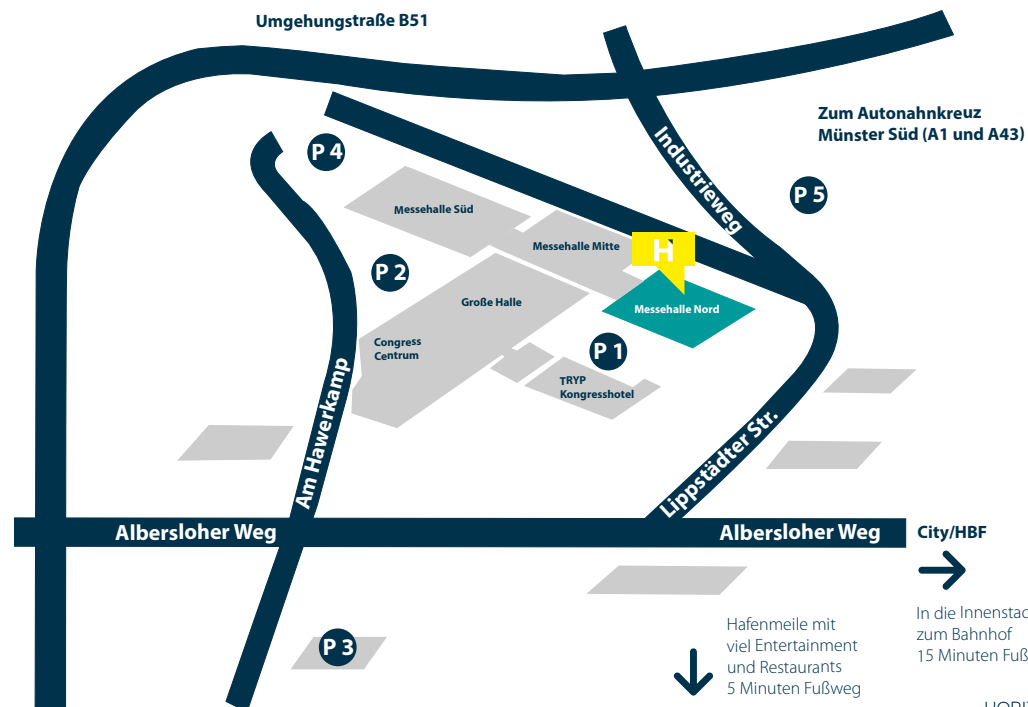 Umgehungstraße B51
Zum Autonahnkreuz
Münster Süd (A1 und A43)
Industrieweg
P 4
P 5
Messehalle Süd
Messehalle Mitte
H
P 2
Große Halle
Messehalle Nord
Congress
Centrum
P 1
TRYP
Kongresshotel
Am Hawerkamp
Lippstädter Str.
Albersloher Weg
Albersloher Weg
City/HBF
In die Innenstad
zum Bahnhof
15 Minuten Fuß
Hafenmeile mit
viel Entertainment
und Restaurants
5 Minuten Fußweg
P 3